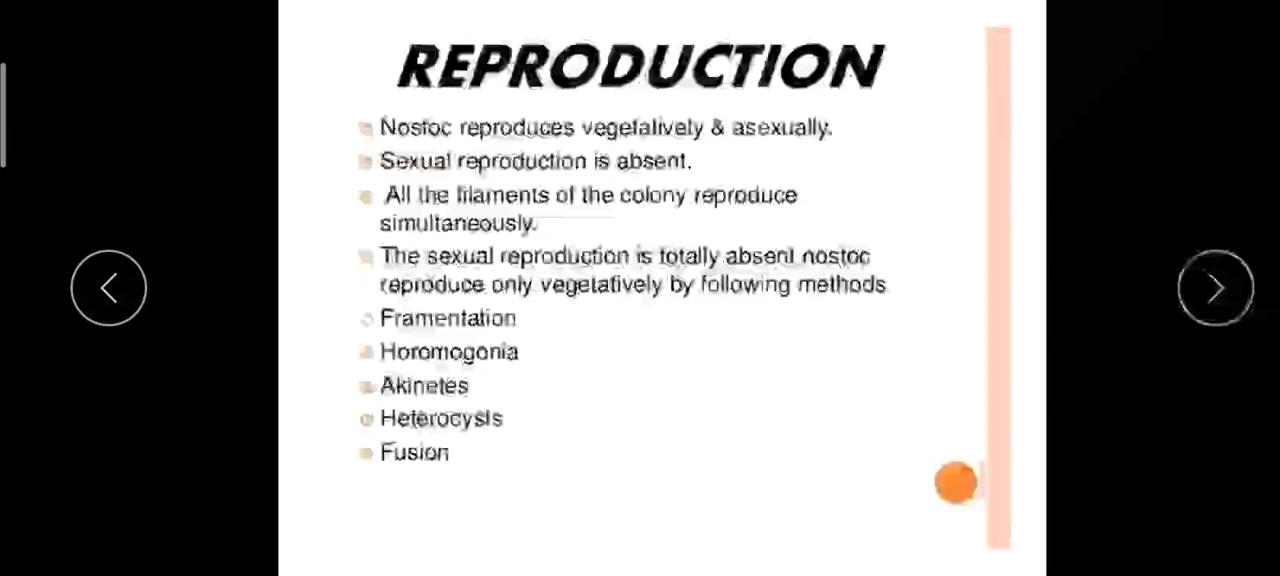 REPRODUCTION
Nostoc reproduces vegetatively & asexually.
Sexual reproduction is absent.
All the filaments of the colony reproduce
simultaneously.
The sexual reproduction is totally absent nostoc
reproduce only vegetatively by following methods
Framentation
Horomogonia
Akinetes
Heterocysts
Fusion